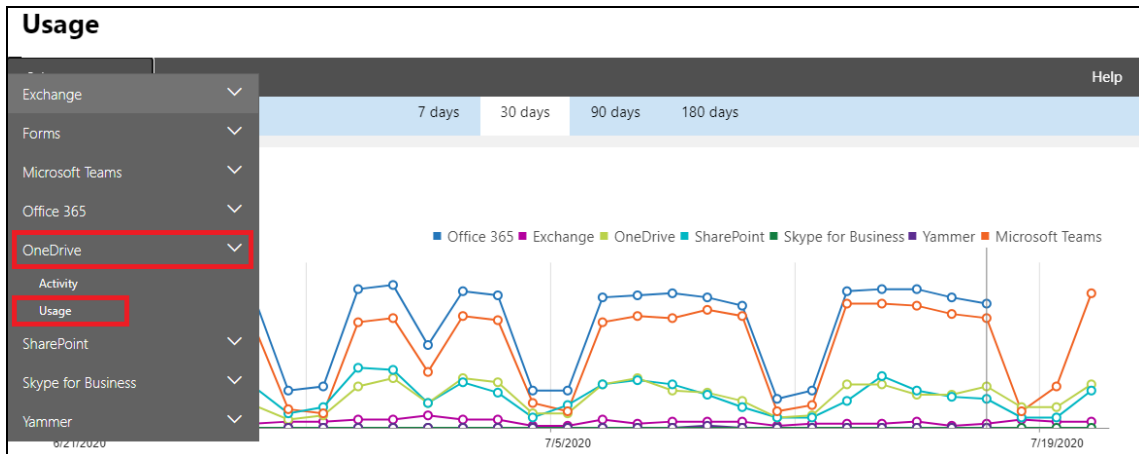 Usage
Help
Exchange
7 days 30 days 90 days 180 days
Forms
Microsoft Teams
Office 365
Office 365 Exchange OneDrive SharePoint Skype for Business Yammer Microsoft Teams
OneDrive
Activity
Usage
SharePoint
Skype for Business
Yammer
6/21/2020 7/5/2020 7/19/2020